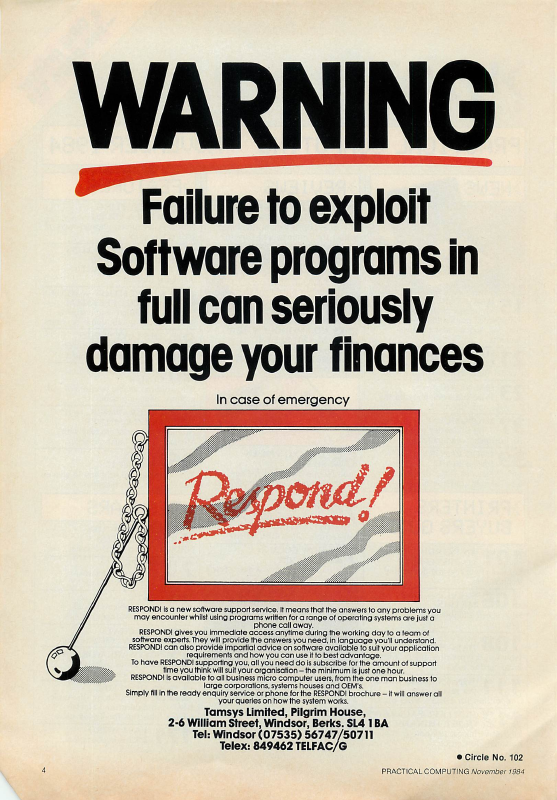 WARNING
Failure to exploit
Software programs in
full can seriously
damage your finances
In case of emergency
Respond!
RESPOND! is a new software support service. It means that the answers to any problems you
may encounter whilst using programs written for a range of operating systems are just a
phone call away.
RESPOND! gives you immediate access anytime during the working day to a team of
software experts. They will provide the answers you need, in language you'll understand.
RESPOND! can also provide impartial advice on software available to suit your application
requirements and how you can use it to best advantage.
To have RESPOND! supporting you, all you need do is subscribe for the amount of support
time you think will suit your organisation – the minimum is just one hour.
RESPOND! is available to all business micro computer users, from the one man business to
large corporations, systems houses and OEM's.
Simply fill in the ready enquiry service or phone for the RESPOND! brochure – it will answer all
your queries on how the system works.
Tamsys Limited, Pilgrim House,
2-6 William Street, Windsor, Berks. SL4 1BA
Tel: Windsor (07535) 56747/50711
Telex: 849462 TELFAC/G
● Circle No. 102
4
PRACTICAL COMPUTING November 1984